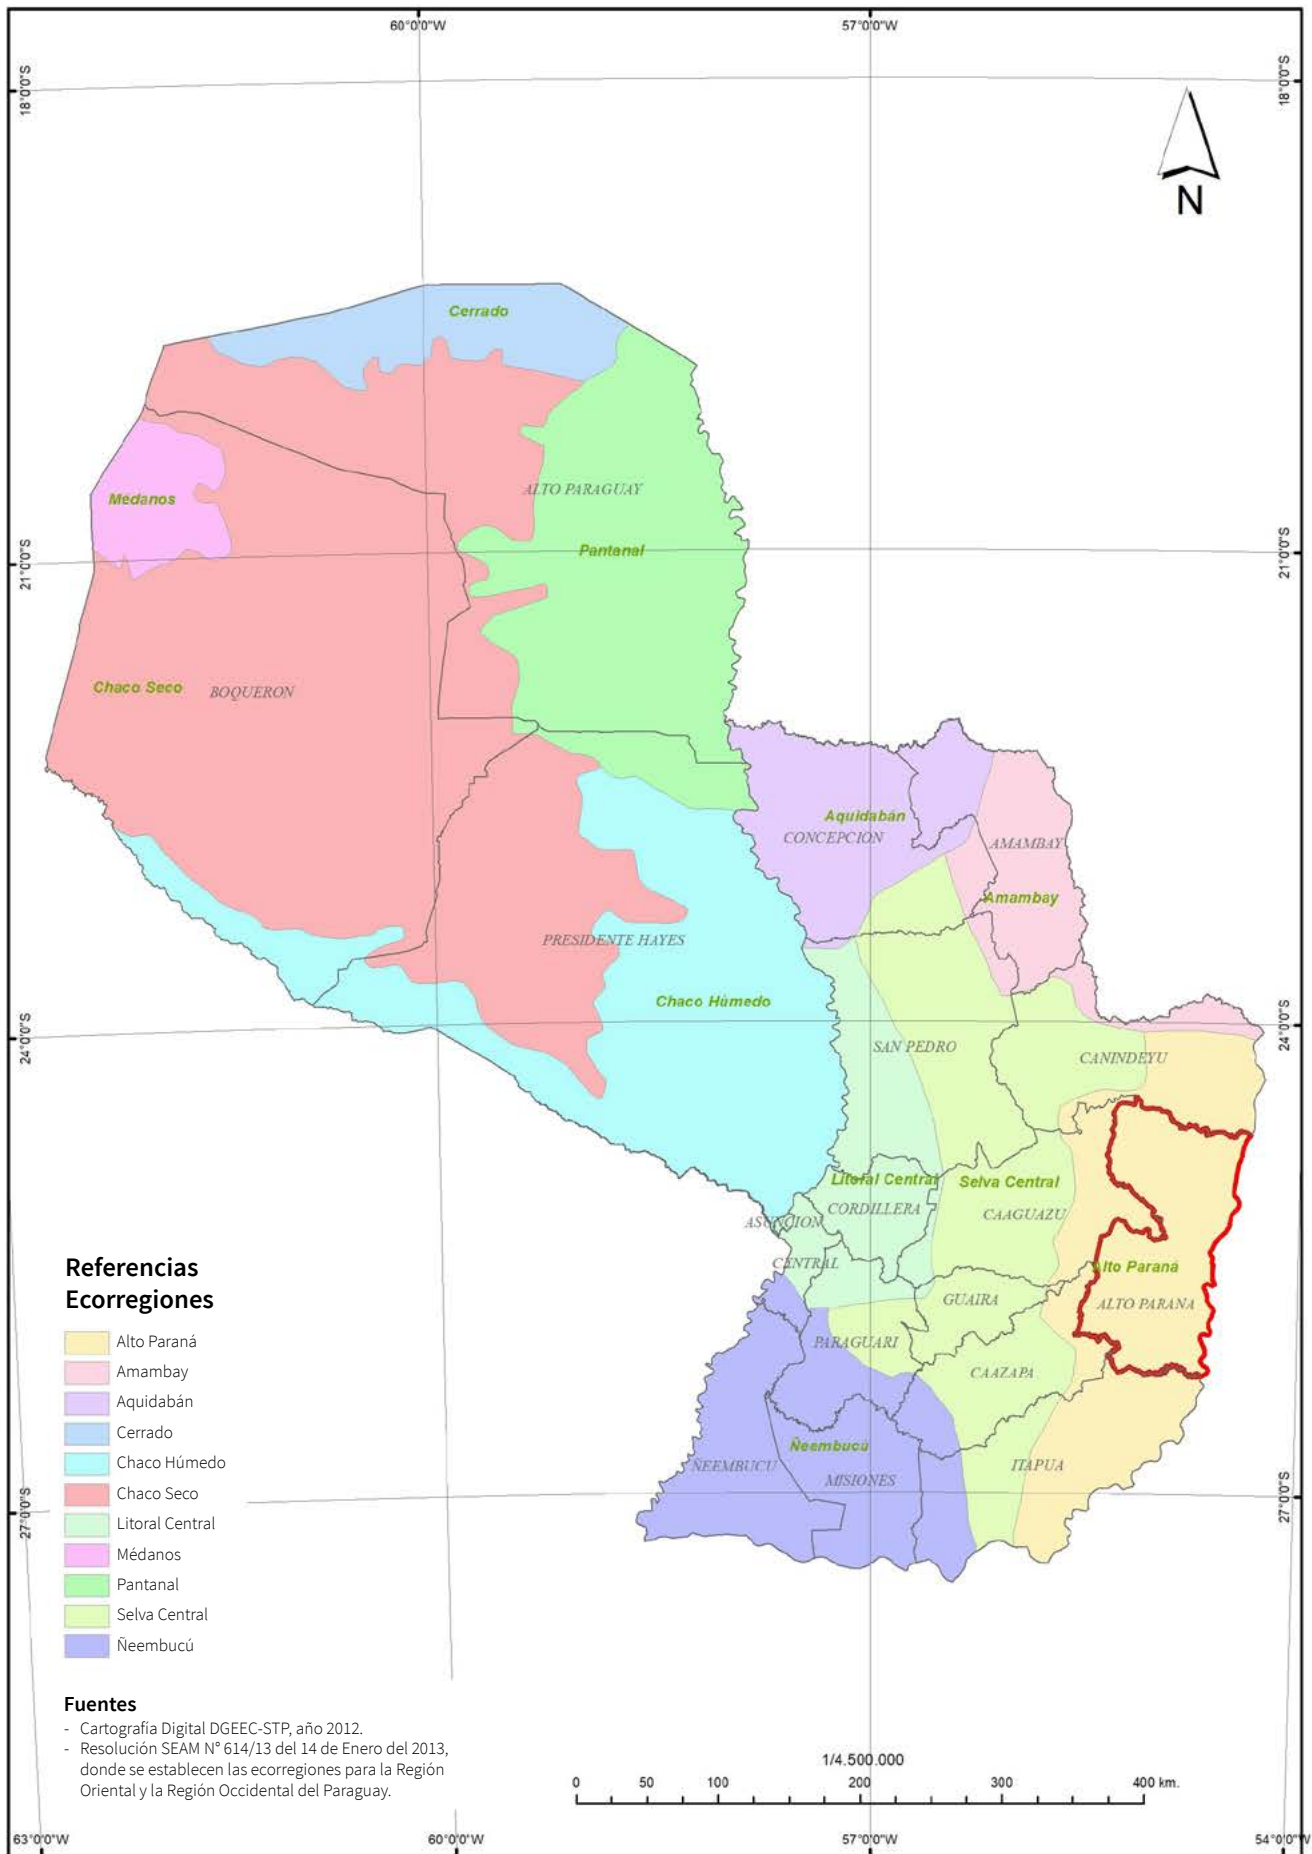 60°0'0"W
57°0'0"W
18°0'0"S
18°0'0"S
N
Cerrado
Médanos
ALTO PARAGUAY
Pantanal
21°0'0"S
21°0'0"S
Chaco Seco
BOQUERON
Aquidabán
CONCEPCION
AMAMBAY
Amambay
PRESIDENTE HAYES
Chaco Húmedo
24°0'0"S
24°0'0"S
SAN PEDRO
CANINDEYU
Litoral Central
Selva Central
CORDILLERA
CAAGUAZU
ASUNCION
CENTRAL
Alto Paraná
GUAIRA
ALTO PARANA
PARAGUARI
CAAZAPA
Ñeembucú
ÑEEMBUCU
MISIONES
ITAPUA
27°0'0"S
27°0'0"S
Referencias
Ecorregiones
Alto Paraná
Amambay
Aquidabán
Cerrado
Chaco Húmedo
Chaco Seco
Litoral Central
Médanos
Pantanal
Selva Central
Ñeembucú
Fuentes
- Cartografía Digital DGEEC-STP, año 2012.
- Resolución SEAM N° 614/13 del 14 de Enero del 2013,
donde se establecen las ecorregiones para la Región
Oriental y la Región Occidental del Paraguay.
1/4.500.000
0 50 100 200 300 400 km.
63°0'0"W
60°0'0"W
57°0'0"W
54°0'0"W